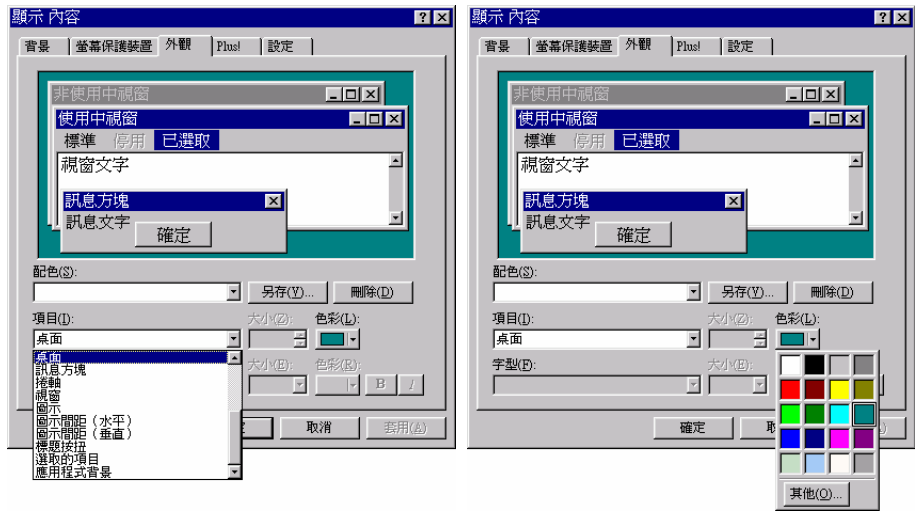 顯示 內容
背景 螢幕保護裝置 外觀 Plus! 設定
非使用中視窗
使用中視窗
標準 停用 已選取
視窗文字
訊息方塊
訊息文字
確定
配色(S):
另存(V)... 刪除(D)
項目(I): 大小(Z): 色彩(L):
桌面
大小(E): 色彩(R):
B I
桌面
訊息方塊
捲軸
視窗
圖示
圖示間距（水平）
圖示間距（垂直）
標題按扭
選取的項目
應用程式背景
取消 套用(A)
顯示 內容
背景 螢幕保護裝置 外觀 Plus! 設定
非使用中視窗
使用中視窗
標準 停用 已選取
視窗文字
訊息方塊
訊息文字
確定
配色(S):
另存(V)... 刪除(D)
項目(I): 大小(Z): 色彩(L):
桌面
字型(F): 大小(E):
確定
其他(O)...